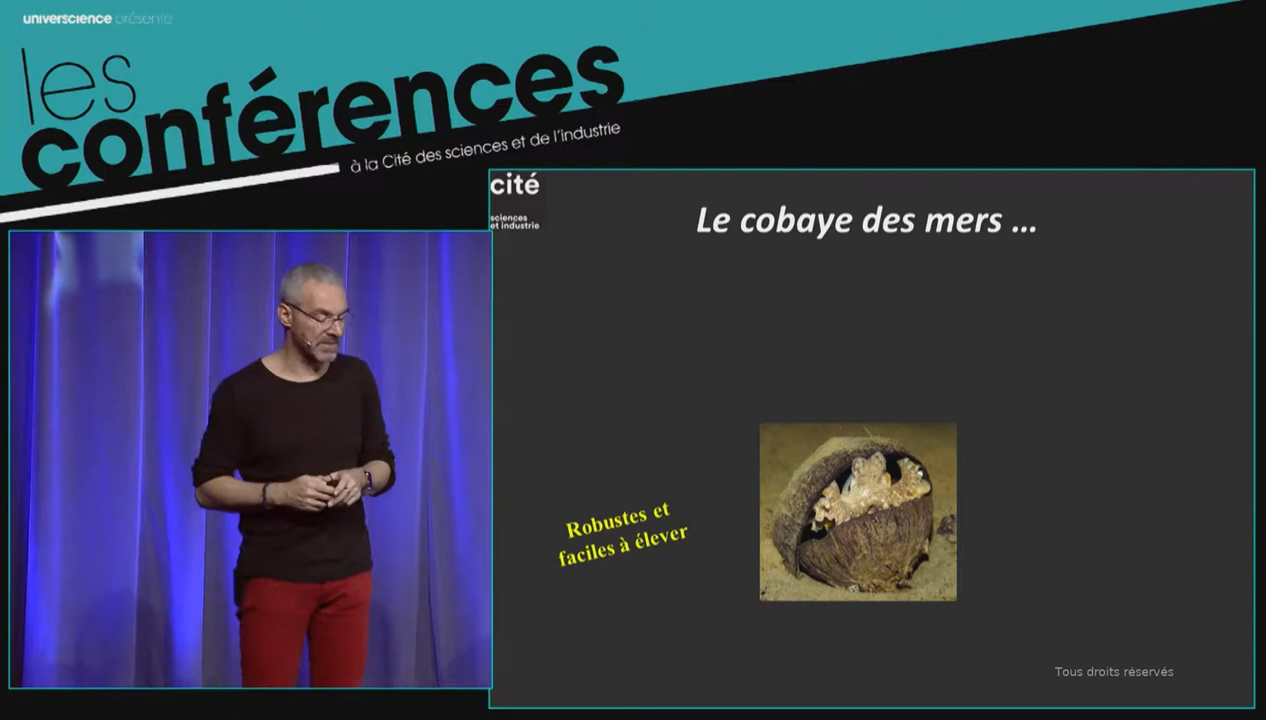 universcience présente
les
conférences
à la Cité des sciences et de l'industrie
cité
sciences
et industrie
Le cobaye des mers ...
Robustes et
faciles à élever
Tous droits réservés